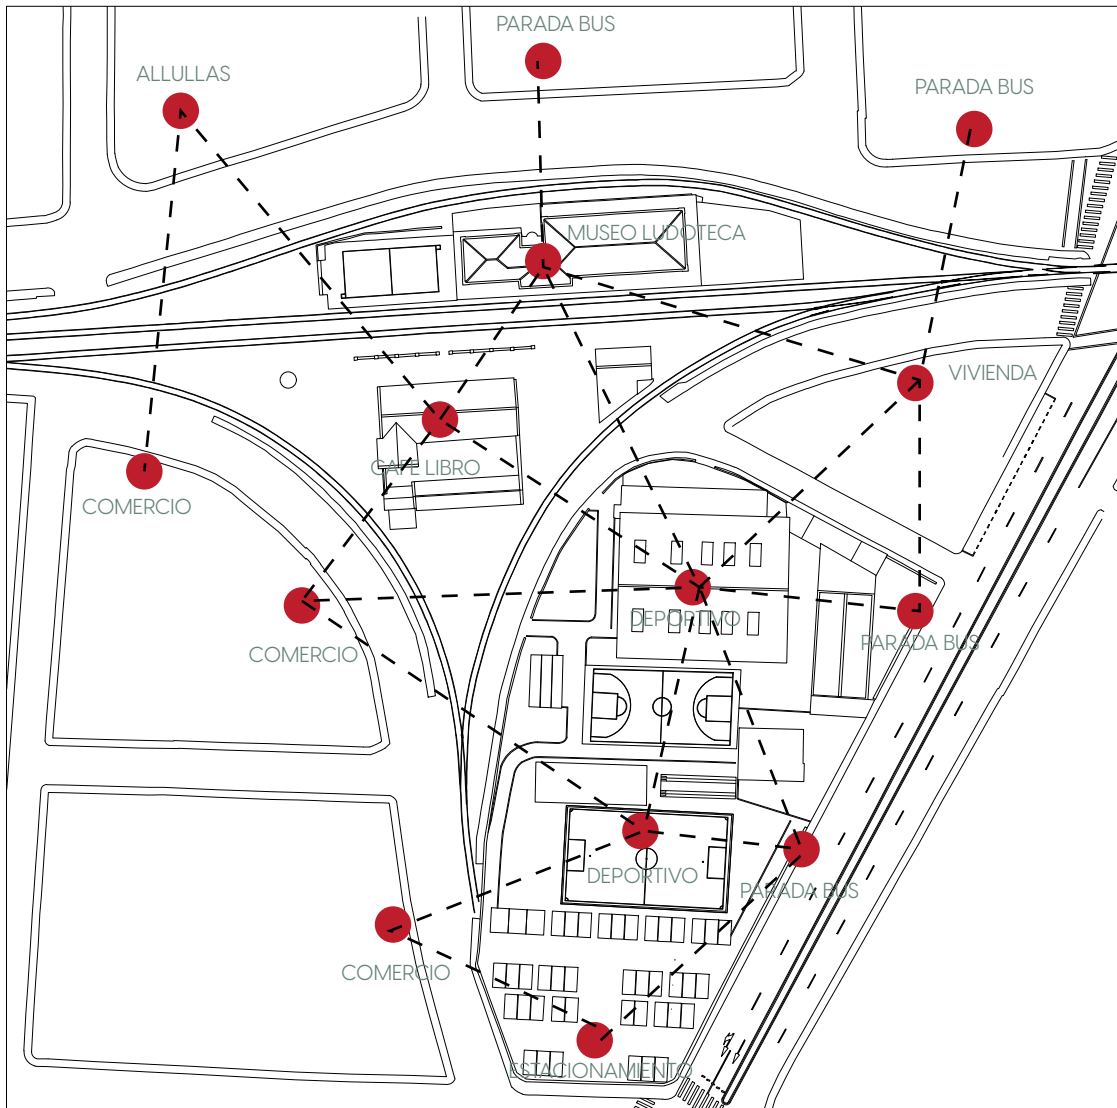 PARADA BUS
ALLULLAS
PARADA BUS
MUSEO LUDOTECA
VIVIENDA
CAFE LIBRO
COMERCIO
DEPORTIVO
PARADA BUS
COMERCIO
DEPORTIVO
PARADA BUS
COMERCIO
ESTACIONAMIENTO